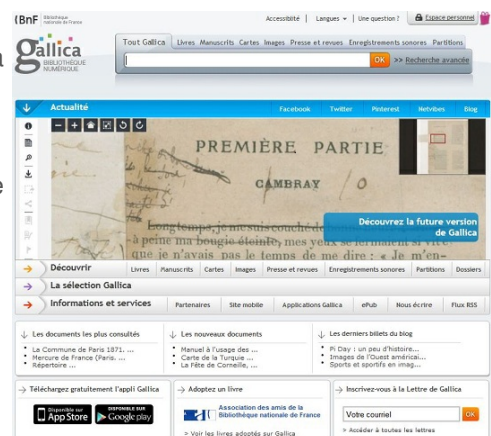 {BnF Bibliothèque nationale de France
Accessibilité | Langues | Une question ? Espace personnel
Gallica
BIBLIOTHÈQUE
NUMÉRIQUE
Tout Gallica Livres Manuscrits Cartes Images Presse et revues Enregistrements sonores Partitions
OK >> Recherche avancée
Actualité Facebook Twitter Pinterest Netvibes Blog
PREMIÈRE PARTIE
CAMBRAY
Longtemps, je me suis couché de
à peine ma bougie éteinte, mes yeux se fermaient si vite
que je n'avais pas le temps de me dire : « Je m'en-
Découvrez la future version
de Gallica
Découvrir Livres Manuscrits Cartes Images Presse et revues Enregistrements sonores Partitions Dossiers
La sélection Gallica
Informations et services Partenaires Site mobile Applications Gallica ePub Nous écrire Flux RSS
Les documents les plus consultés
La Commune de Paris 1871. ...
Mercure de France (Paris. ...
Répertoire ...
Les nouveaux documents
Manuel à l'usage des ...
Carte de la Turquie ...
La Fête de Corneille, ...
Les derniers billets du blog
Pi Day : un peu d'histoire...
Images de l'Ouest américai...
Sports et sportifs en imag...
Téléchargez gratuitement l'appli Gallica
Disponible sur
App Store
DISPONIBLE SUR
Google play
Adoptez un livre
Association des amis de la
Bibliothèque nationale de France
> Voir les livres adoptés sur Gallica
Inscrivez-vous à la Lettre de Gallica
Votre courriel OK
> Accéder à toutes les lettres